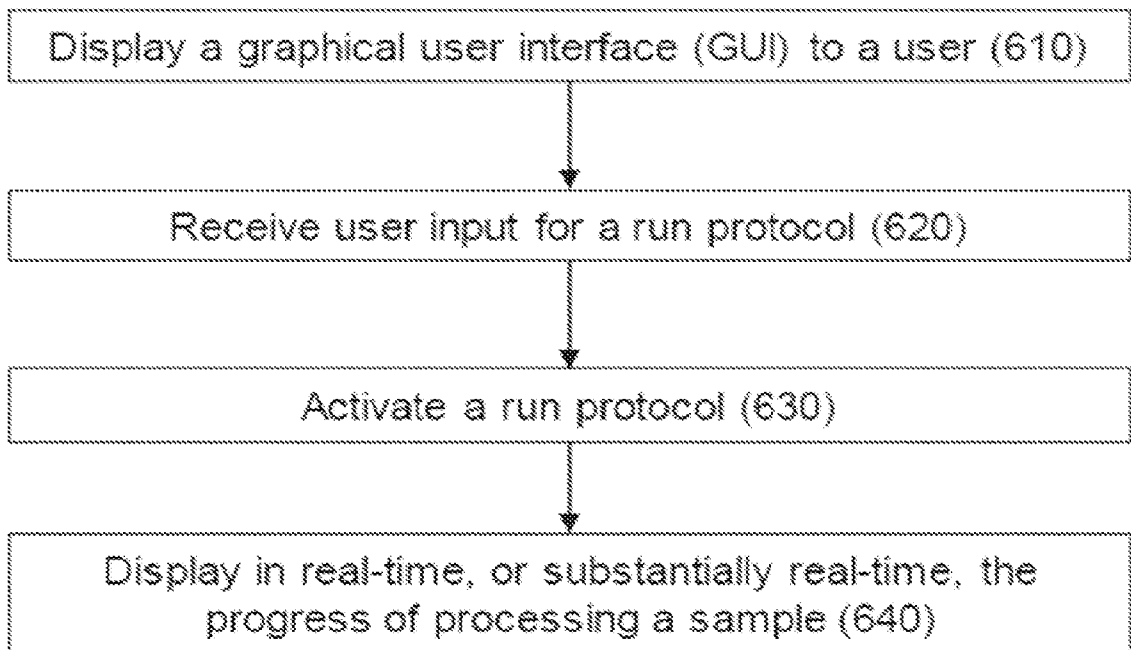 Display a graphical user interface (GUI) to a user (610)
Receive user input for a run protocol (620)
Activate a run protocol (630)
Display in real-time, or substantially real-time, the
progress of processing a sample (640)